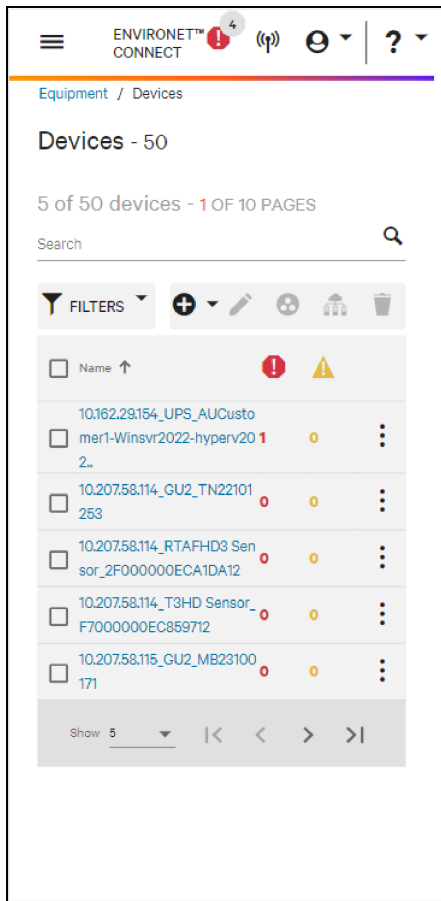 ENVIRONET™
CONNECT
4
?
Equipment / Devices
Devices - 50
5 of 50 devices - 1 OF 10 PAGES
Search
FILTERS
Name
10.162.29.154_UPS_AUCusto
mer1-Winsvr2022-hyperv20 1 0
2..
10.207.58.114_GU2_TN22101
253 0 0
10.207.58.114_RTAFHD3 Sen
sor_2F000000ECA1DA12 0 0
10.207.58.114_T3HD Sensor_
F7000000EC859712 0 0
10.207.58.115_GU2_MB23100
171 0 0
Show 5